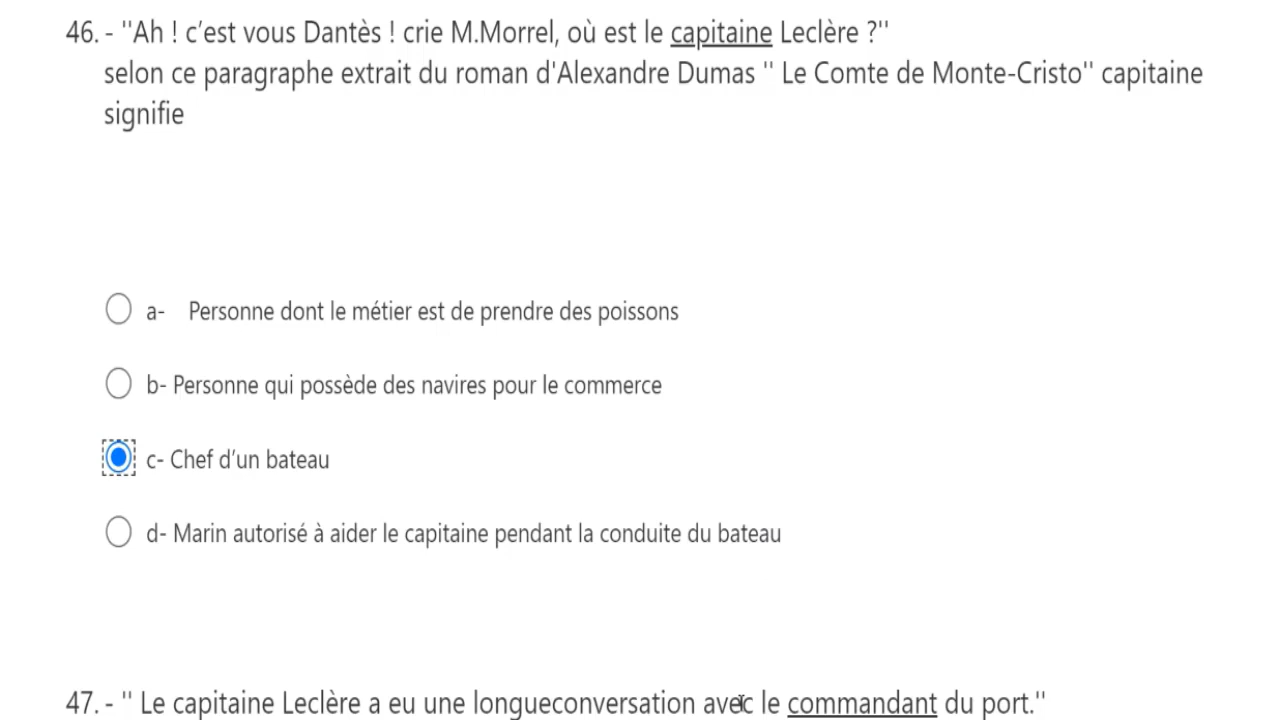 46. - ''Ah ! c’est vous Dantès ! crie M.Morrel, où est le capitaine Leclère ?''
selon ce paragraphe extrait du roman d'Alexandre Dumas '' Le Comte de Monte-Cristo'' capitaine
signifie
a- Personne dont le métier est de prendre des poissons
b- Personne qui possède des navires pour le commerce
c- Chef d’un bateau
d- Marin autorisé à aider le capitaine pendant la conduite du bateau
47. - '' Le capitaine Leclère a eu une longueconversation avec le commandant du port.''